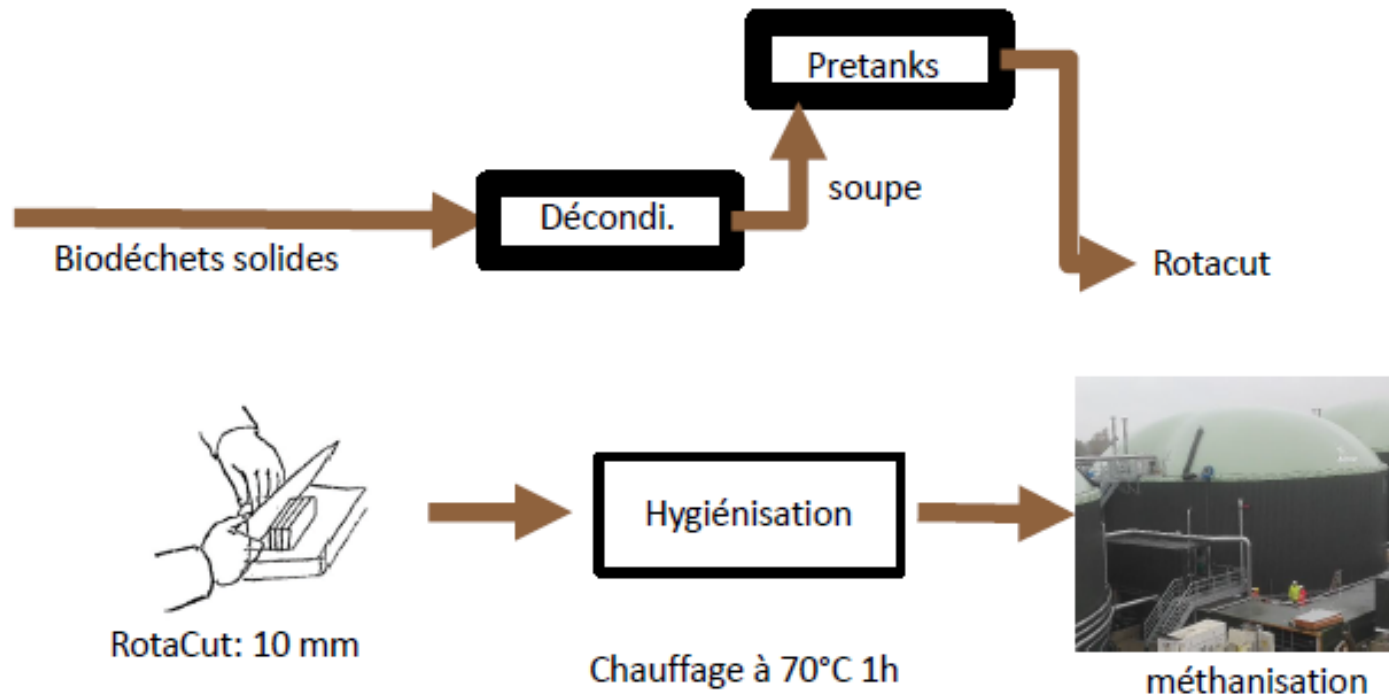 Pretanks
soupe
Décondi.
Biodéchets solides
Rotacut
Hygiénisation
RotaCut: 10 mm
Chauffage à 70°C 1h
méthanisation